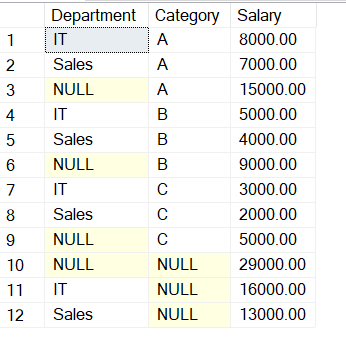 Department Category Salary
1 IT A 8000.00
2 Sales A 7000.00
3 NULL A 15000.00
4 IT B 5000.00
5 Sales B 4000.00
6 NULL B 9000.00
7 IT C 3000.00
8 Sales C 2000.00
9 NULL C 5000.00
10 NULL NULL 29000.00
11 IT NULL 16000.00
12 Sales NULL 13000.00